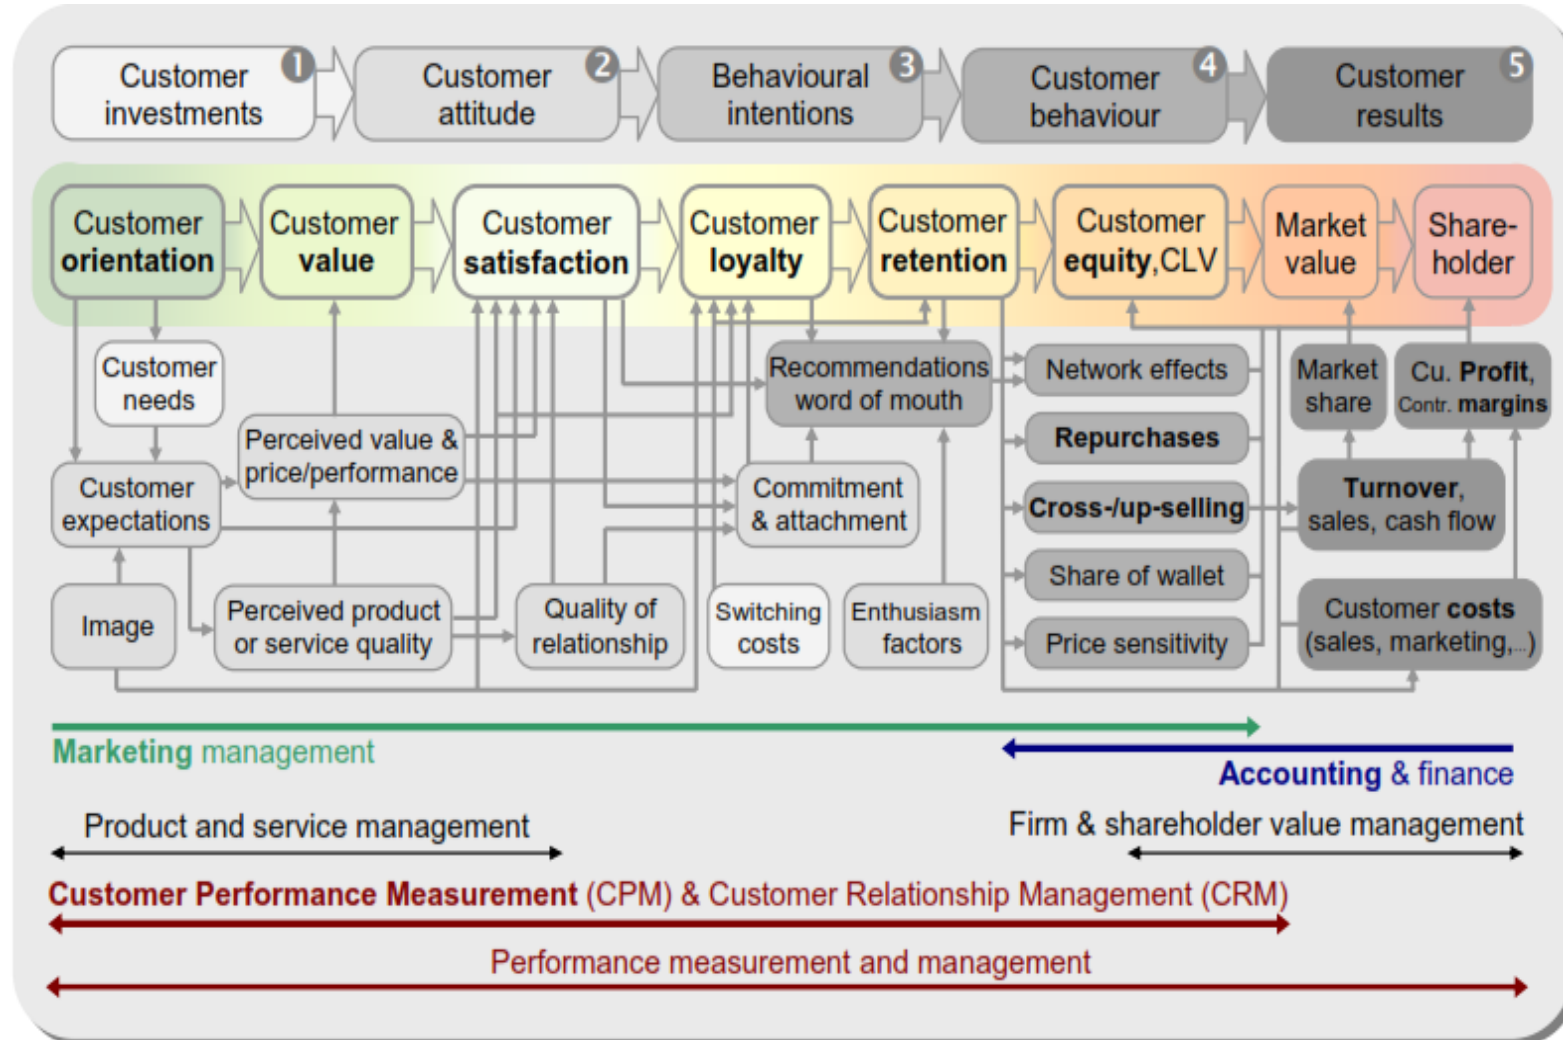 Customer
investments
1
Customer
attitude
2
Behavioural
intentions
3
Customer
behaviour
4
Customer
results
5
Customer
orientation
Customer
value
Customer
satisfaction
Customer
loyalty
Customer
retention
Customer
equity,CLV
Market
value
Share-
holder
Customer
needs
Recommendations
word of mouth
Network effects
Market
share
Cu. Profit,
Contr. margins
Perceived value &
price/performance
Repurchases
Customer
expectations
Commitment
& attachment
Cross-/up-selling
Turnover,
sales, cash flow
Image
Perceived product
or service quality
Quality of
relationship
Switching
costs
Enthusiasm
factors
Share of wallet
Price sensitivity
Customer costs
(sales, marketing,...)
Marketing management
Accounting & finance
Product and service management
Firm & shareholder value management
Customer Performance Measurement (CPM) & Customer Relationship Management (CRM)
Performance measurement and management